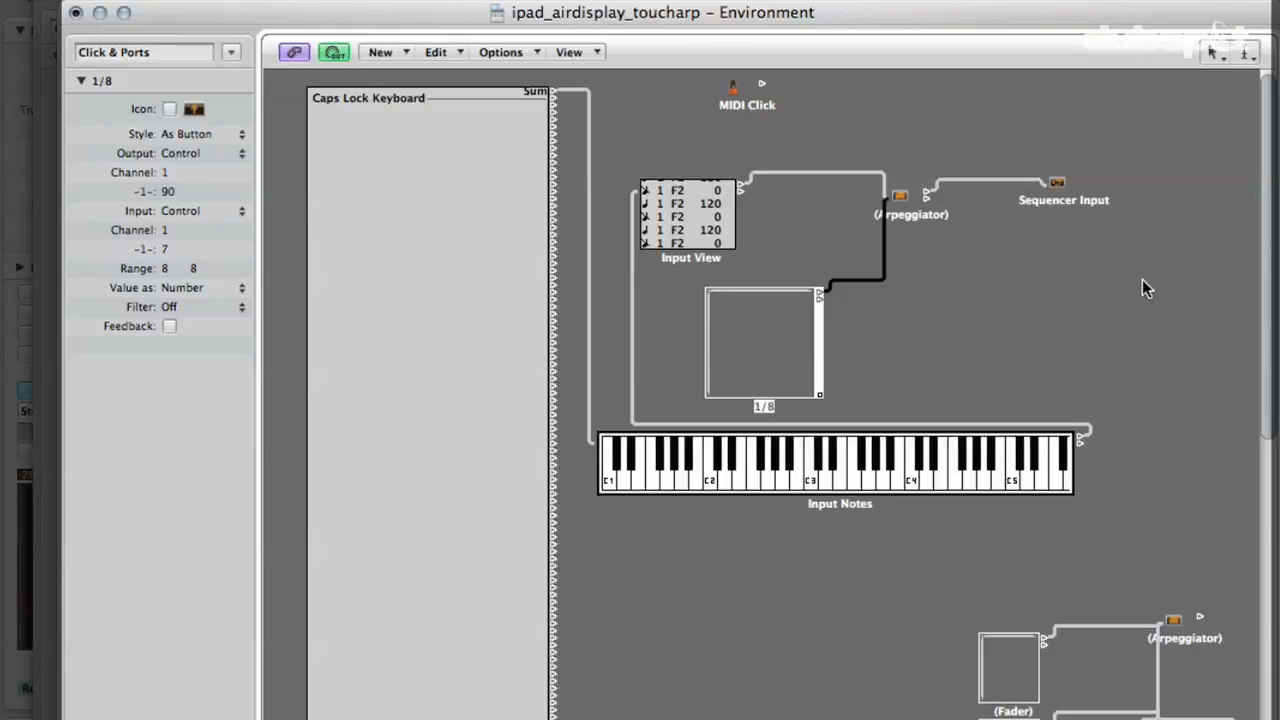 ipad_airdisplay_toucharp – Environment
Click & Ports
1/8
Icon:
Style: As Button
Output: Control
Channel: 1
-1-: 90
Input: Control
Channel: 1
-1-: 7
Range: 8 8
Value as: Number
Filter: Off
Feedback:
OUT
New
Edit
Options
View
Caps Lock Keyboard
Sum
MIDI Click
1 F2 0
1 F2 120
1 F2 0
1 F2 120
1 F2 0
Input View
(Arpeggiator)
Sequencer Input
1/8
C1
C2
C3
C4
C5
Input Notes
(Arpeggiator)
(Fader)